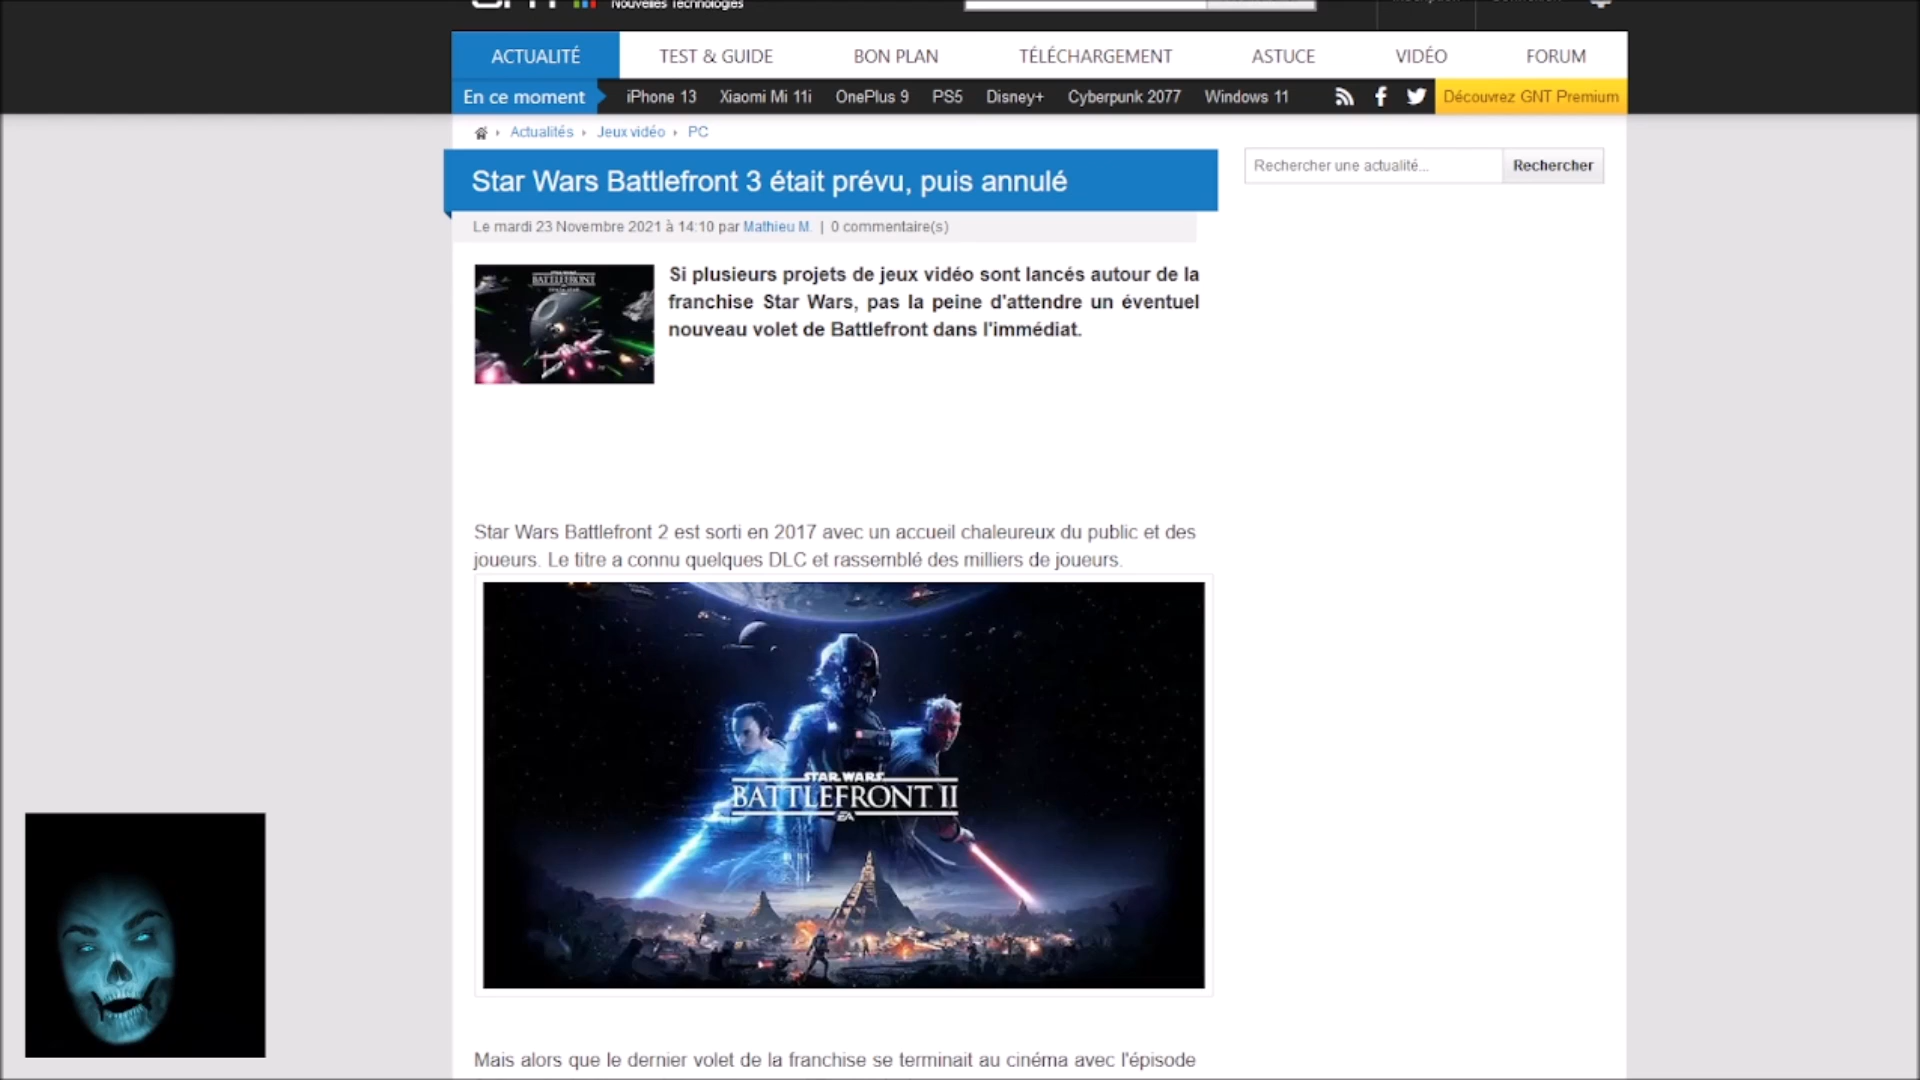 Nouvelles Technologies
ACTUALITÉ TEST & GUIDE BON PLAN TÉLÉCHARGEMENT ASTUCE VIDÉO FORUM
En ce moment iPhone 13 Xiaomi Mi 11i OnePlus 9 PS5 Disney+ Cyberpunk 2077 Windows 11 Découvrez GNT Premium
Actualités Jeux vidéo PC
Rechercher une actualité... Rechercher
Star Wars Battlefront 3 était prévu, puis annulé
Le mardi 23 Novembre 2021 à 14:10 par Mathieu M. | 0 commentaire(s)
BATTLEFRONT
Si plusieurs projets de jeux vidéo sont lancés autour de la
franchise Star Wars, pas la peine d'attendre un éventuel
nouveau volet de Battlefront dans l'immédiat.
Star Wars Battlefront 2 est sorti en 2017 avec un accueil chaleureux du public et des
joueurs. Le titre a connu quelques DLC et rassemblé des milliers de joueurs.
STAR WARS
BATTLEFRONT II
EA
Mais alors que le dernier volet de la franchise se terminait au cinéma avec l'épisode